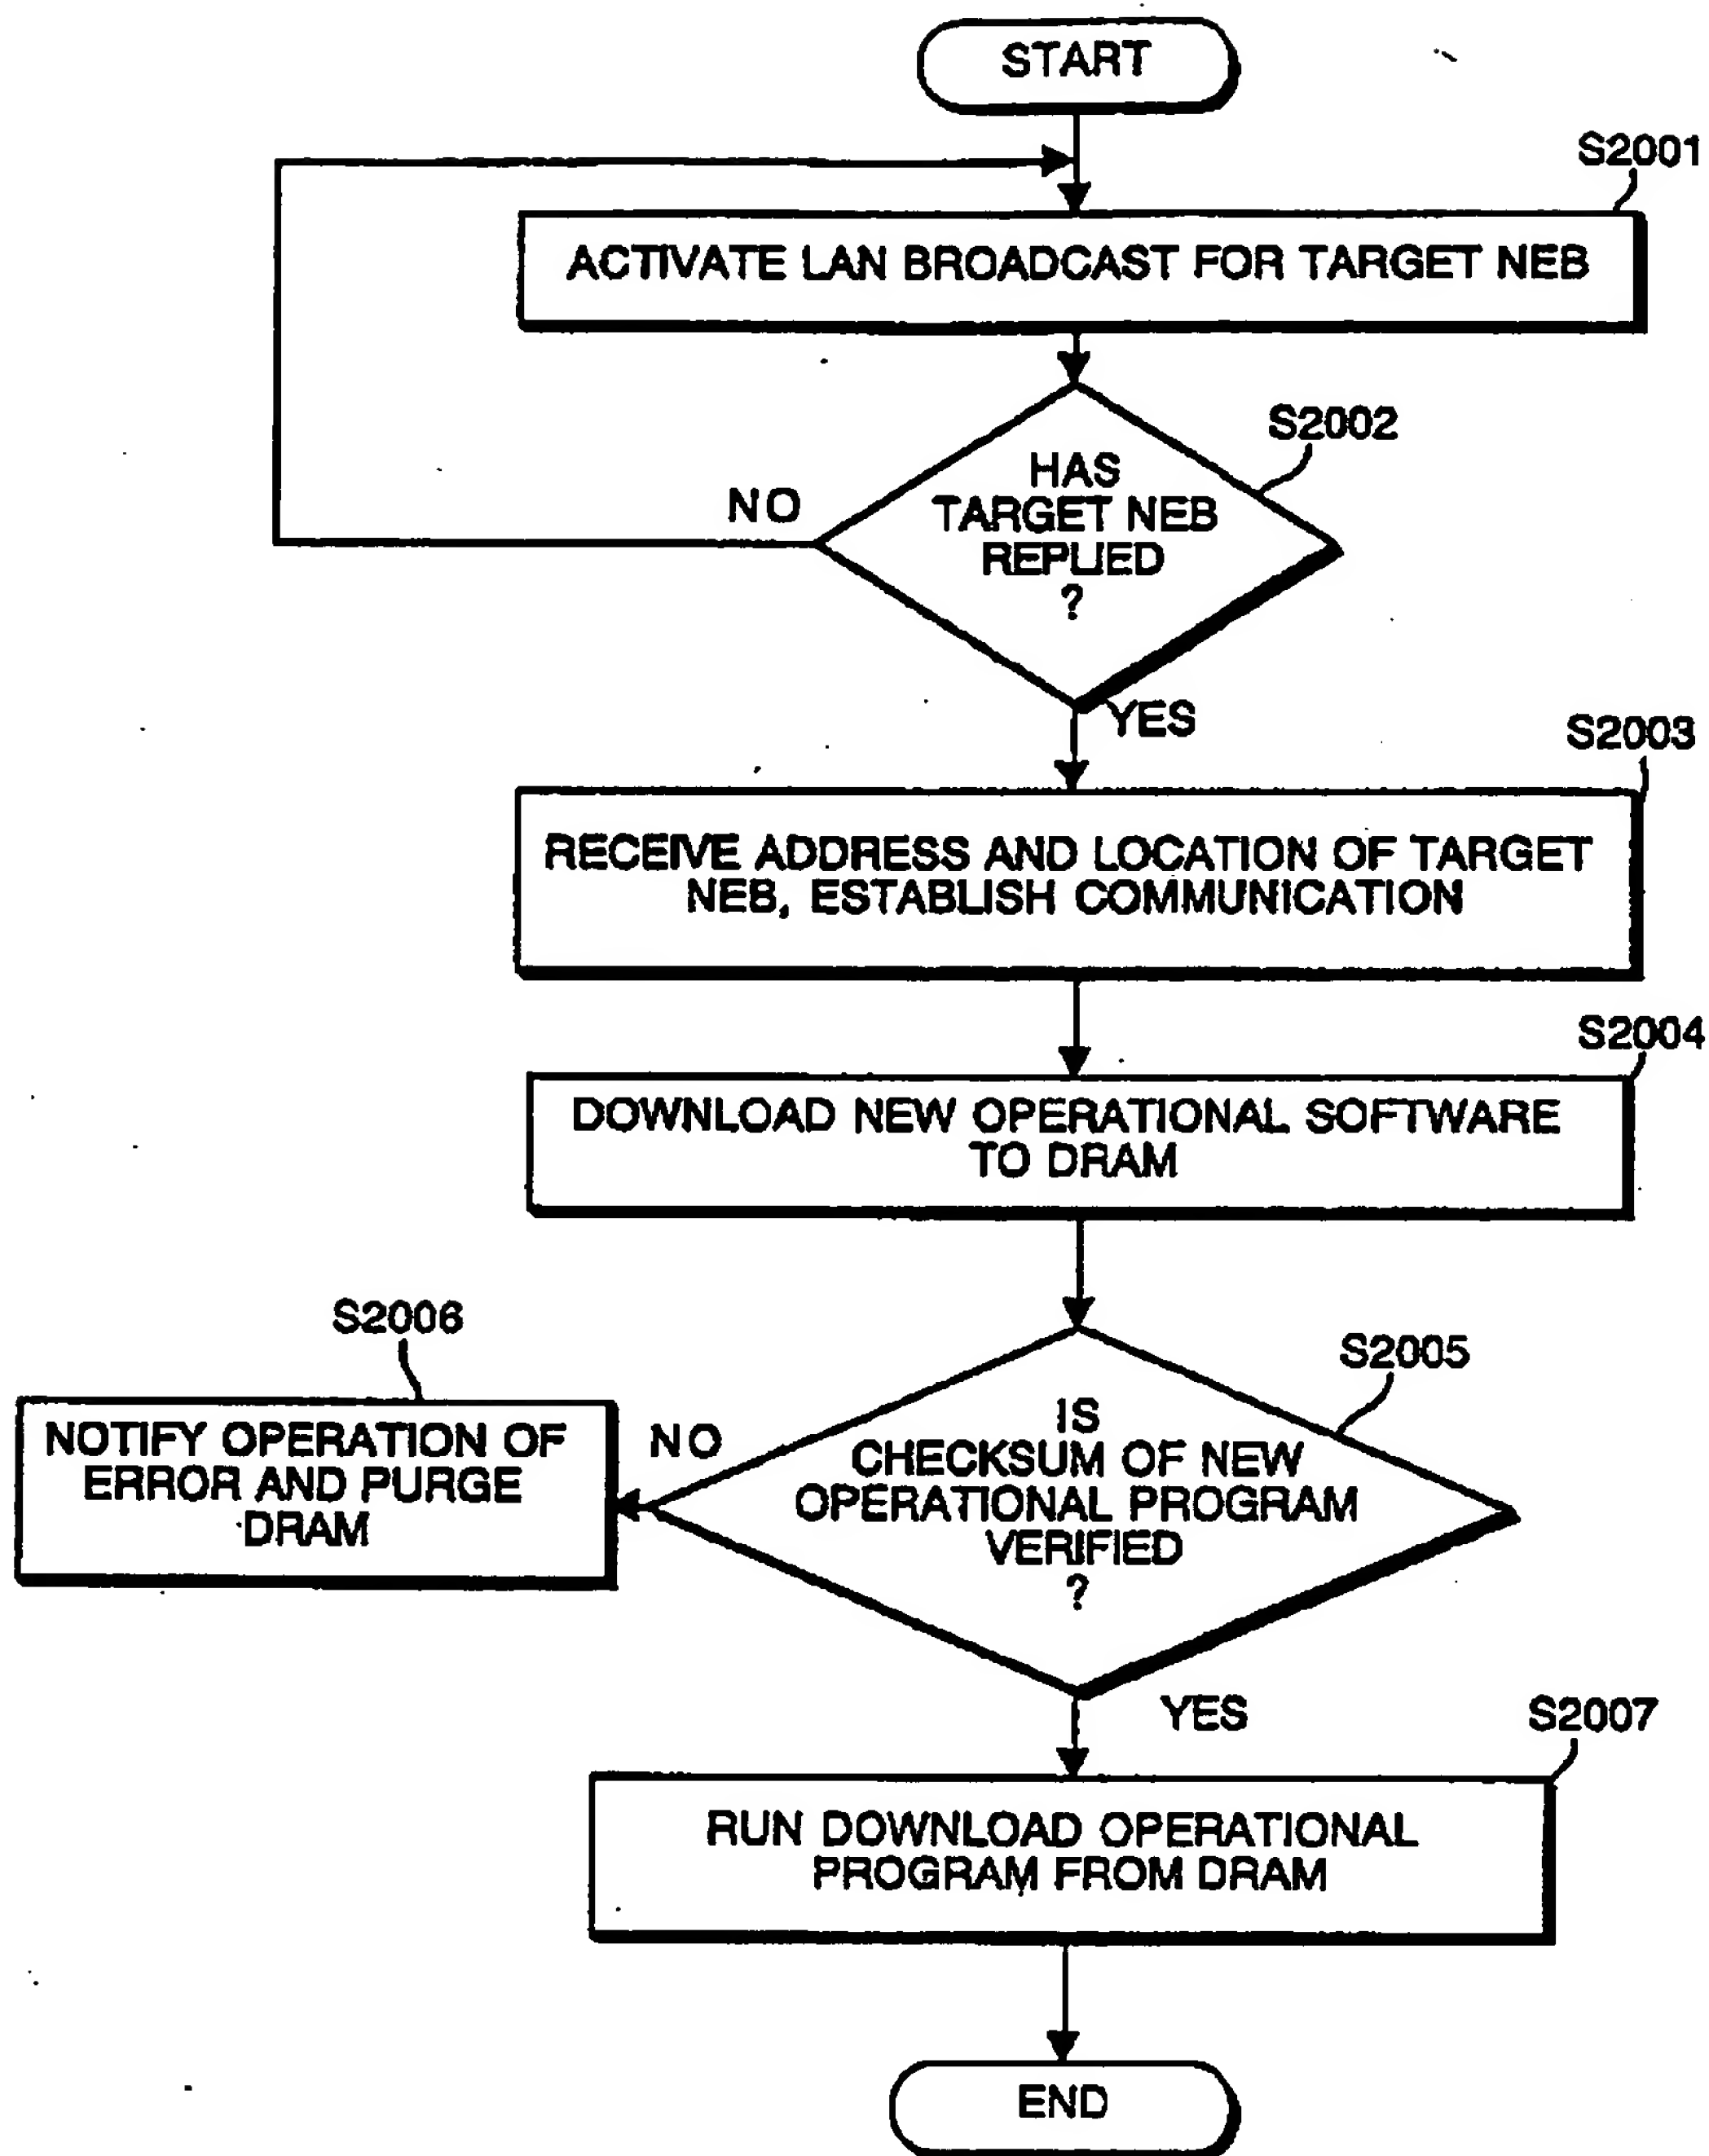 START
S2001
ACTIVATE LAN BROADCAST FOR TARGET NEB
S2002
HAS
TARGET NEB
REPLIED
?
NO
YES
S2003
RECEIVE ADDRESS AND LOCATION OF TARGET
NEB, ESTABLISH COMMUNICATION
S2004
DOWNLOAD NEW OPERATIONAL SOFTWARE
TO DRAM
S2005
IS
CHECKSUM OF NEW
OPERATIONAL PROGRAM
VERIFIED
?
NO
S2006
NOTIFY OPERATION OF
ERROR AND PURGE
DRAM
YES
S2007
RUN DOWNLOAD OPERATIONAL
PROGRAM FROM DRAM
END